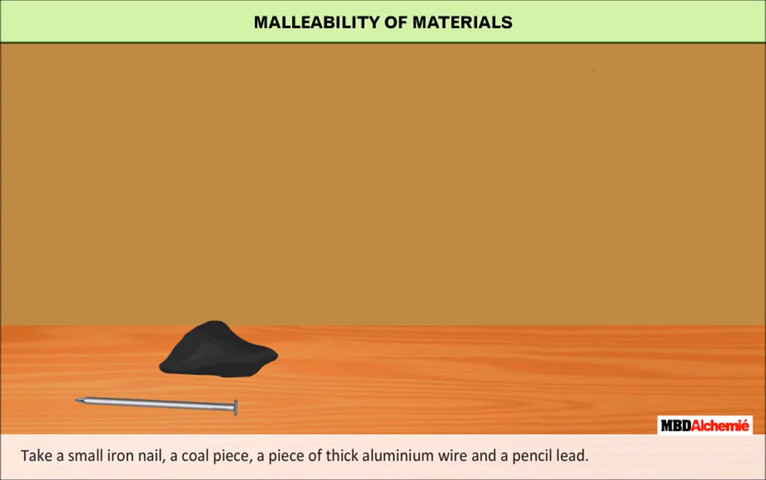 MALLEABILITY OF MATERIALS
MBDAlchemié
Take a small iron nail, a coal piece, a piece of thick aluminium wire and a pencil lead.